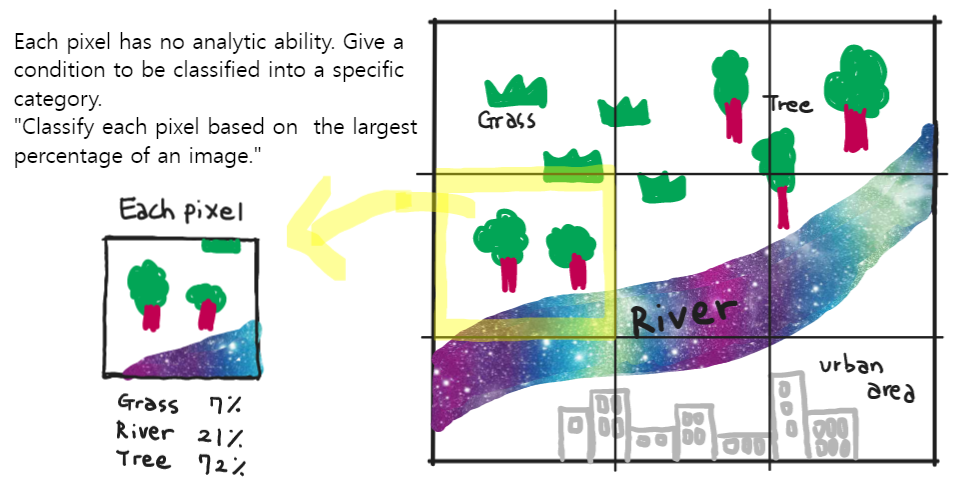 Each pixel has no analytic ability. Give a
condition to be classified into a specific
category.
"Classify each pixel based on the largest
percentage of an image."
Each pixel
Grass 7%
River 21%
Tree 72%
Grass
Tree
River
urban
area